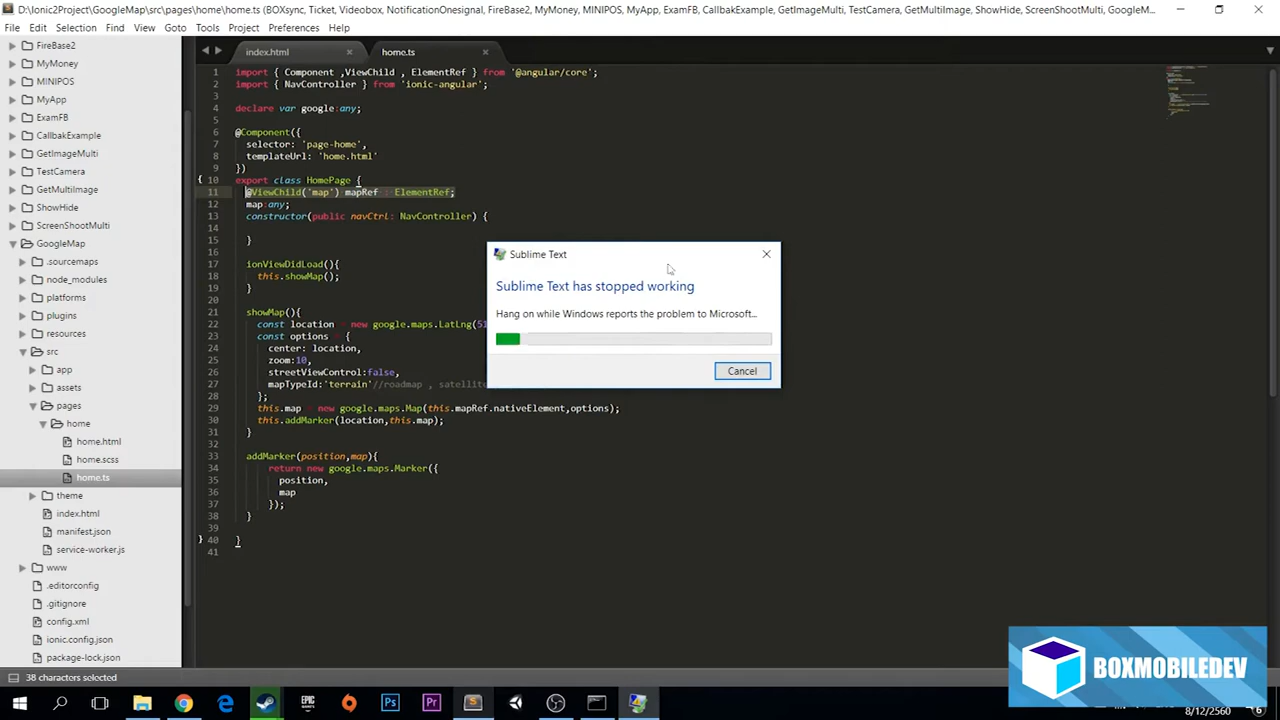 D:\Ionic2Project\GoogleMap\src\pages\home\home.ts (BOXsync, Ticket, Videobox, NotificationOnesignal, FireBase2, MyMoney, MINIPOS, MyApp, ExamFB, CallbakExample, GetImageMulti, TestCamera, GetMultiImage, ShowHide, ScreenShootMulti, GoogleM...
File Edit Selection Find View Goto Tools Project Preferences Help
FireBase2
MyMoney
MINIPOS
MyApp
ExamFB
CallbakExample
GetImageMulti
TestCamera
GetMultiImage
ShowHide
ScreenShootMulti
GoogleMap
.sourcemaps
node_modules
platforms
plugins
resources
src
app
assets
pages
home
home.html
home.scss
home.ts
theme
index.html
manifest.json
service-worker.js
www
.editorconfig
.gitignore
config.xml
ionic.config.json
package-lock.json
index.html
home.ts
1 import { Component ,ViewChild , ElementRef } from '@angular/core';
2 import { NavController } from 'ionic-angular';
3
4 declare var google:any;
5
6 @Component({
7 selector: 'page-home',
8 templateUrl: 'home.html'
9 })
10 export class HomePage {
11 @ViewChild('map') mapRef : ElementRef;
12 map:any;
13 constructor(public navCtrl: NavController) {
14
15 }
16
17 ionViewDidLoad(){
18 this.showMap();
19 }
20
21 showMap(){
22 const location = new google.maps.LatLng(51
23 const options = {
24 center: location,
25 zoom:10,
26 streetViewControl:false,
27 mapTypeId:'terrain'//roadmap , satellite
28 };
29 this.map = new google.maps.Map(this.mapRef.nativeElement,options);
30 this.addMarker(location,this.map);
31 }
32
33 addMarker(position,map){
34 return new google.maps.Marker({
35 position,
36 map
37 });
38 }
39
40 }
41
Sublime Text
Sublime Text has stopped working
Hang on while Windows reports the problem to Microsoft...
Cancel
38 characters selected
BOXMOBILEDEV
EPIC
Ps
Pr
8/12/2560